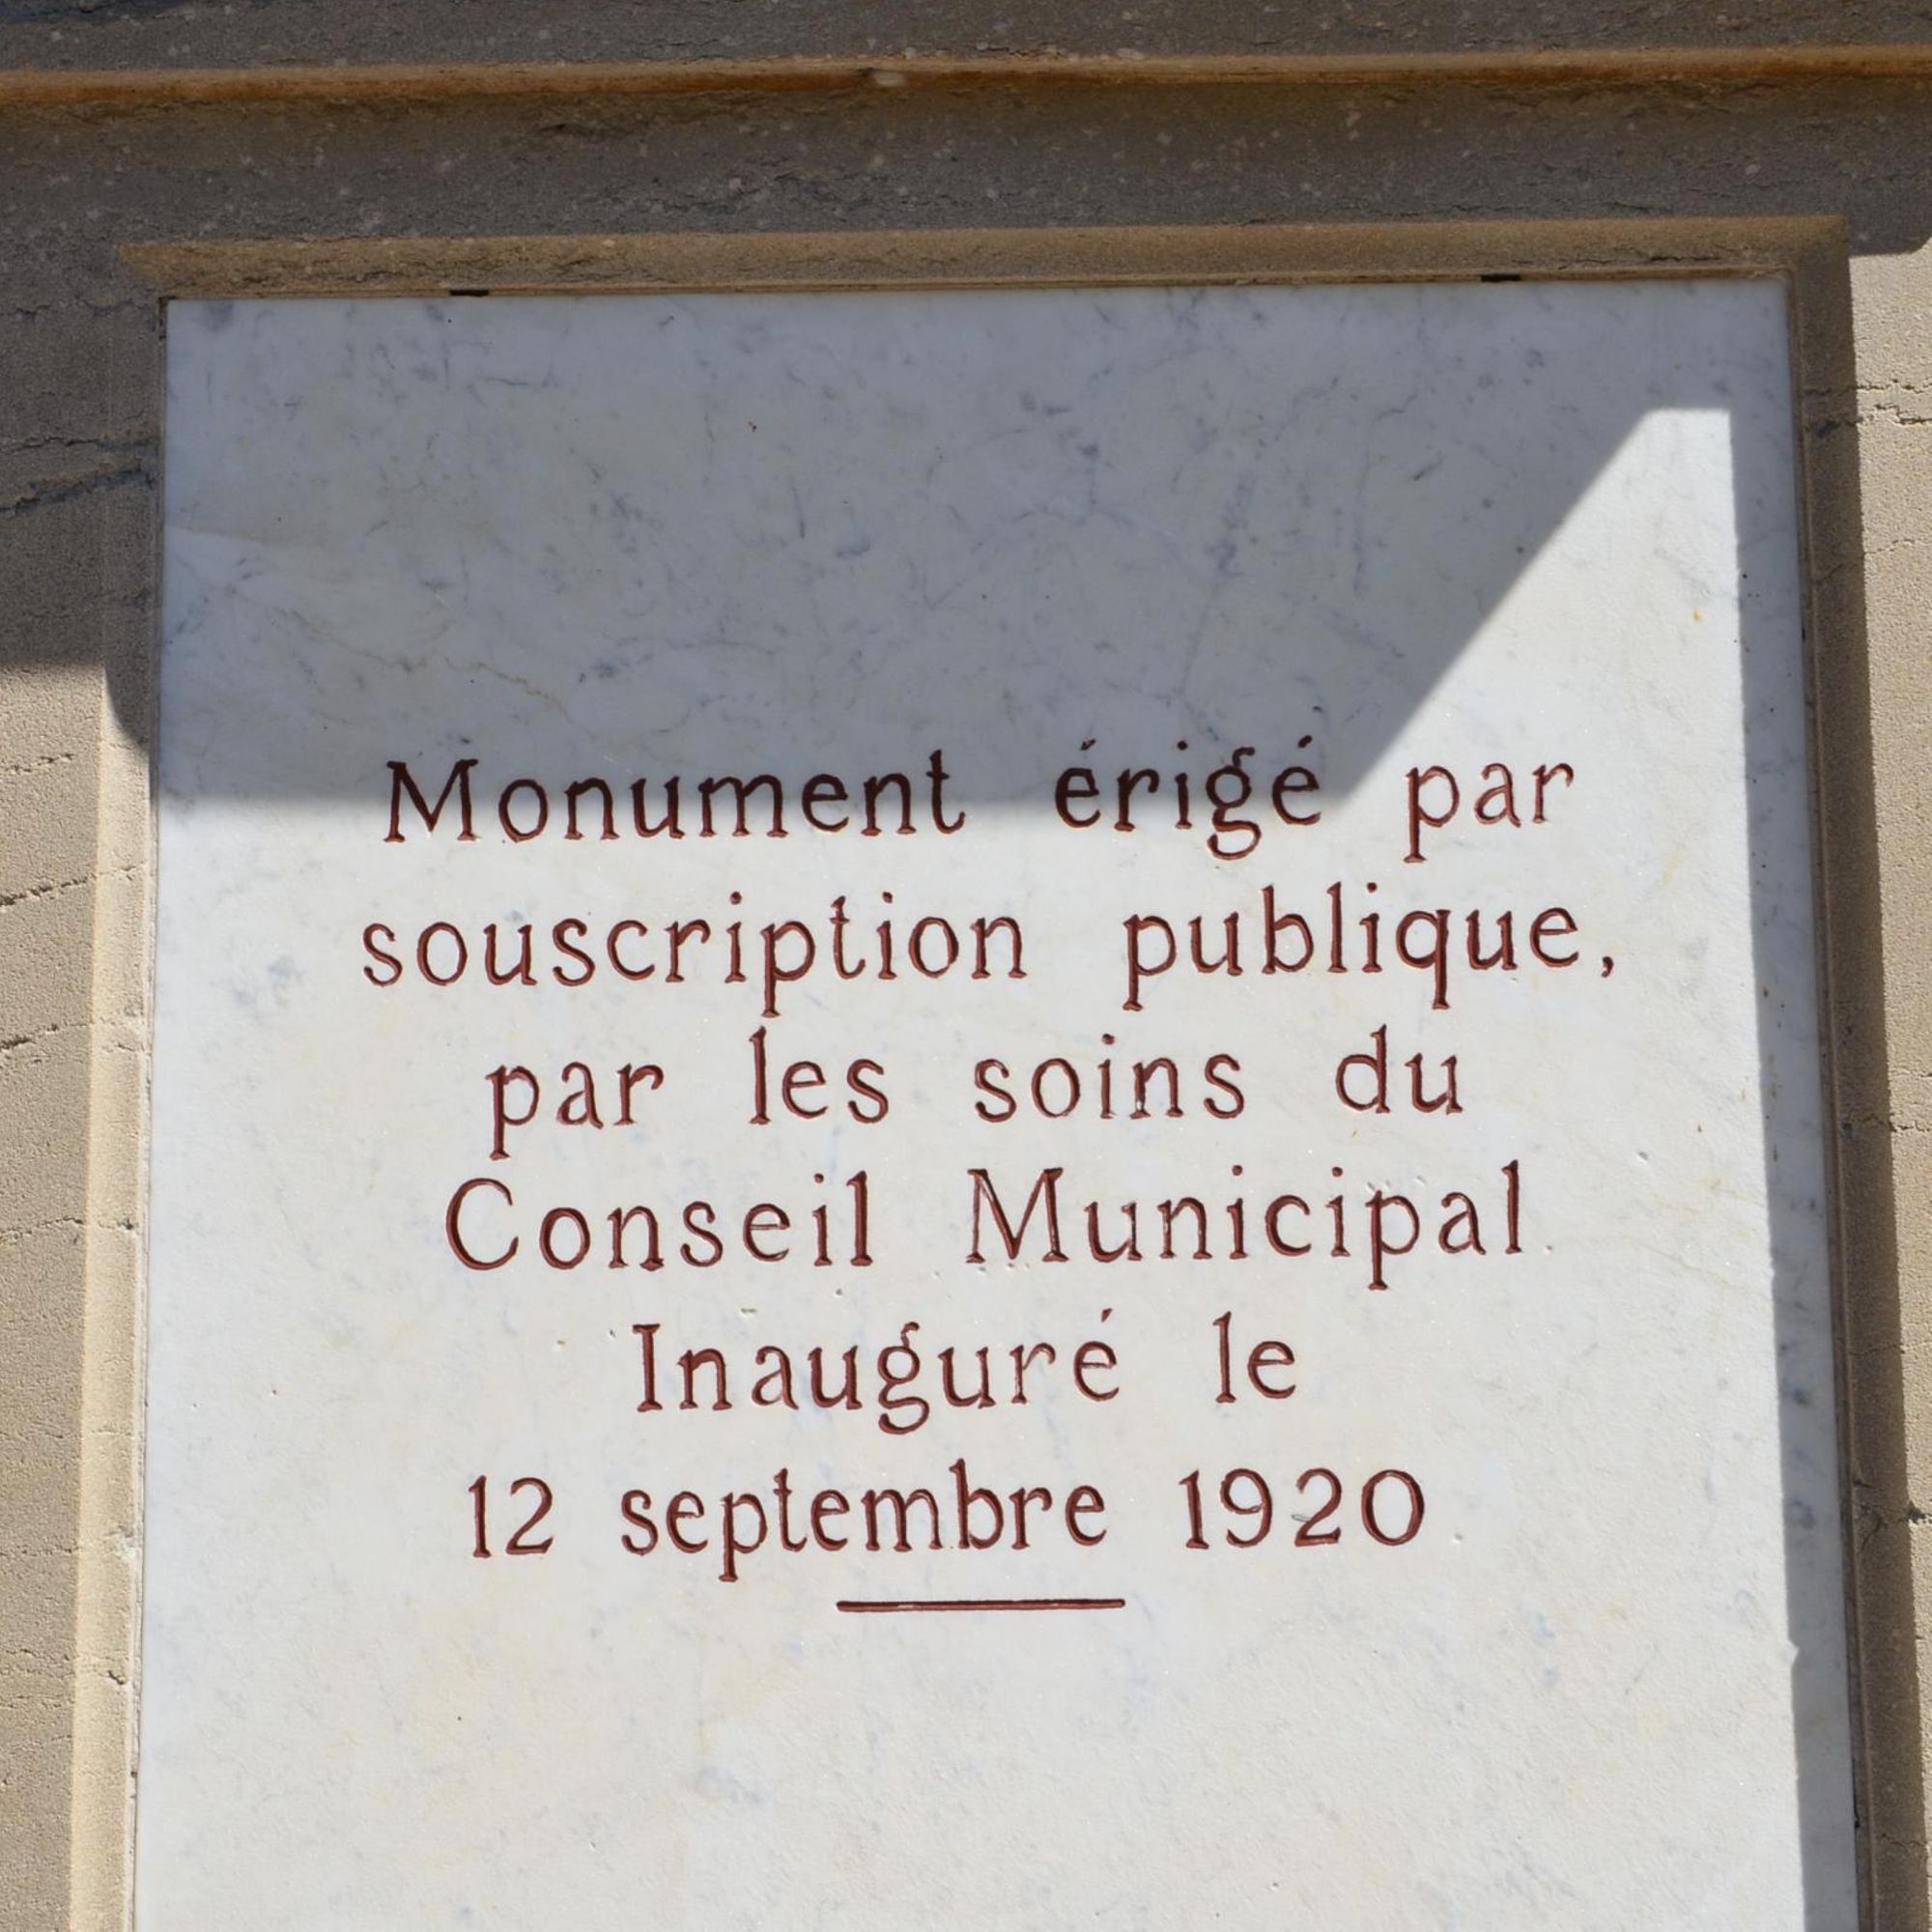 Monument érigé par
souscription publique,
par les soins du
Conseil Municipal
Inauguré le
12 septembre 1920